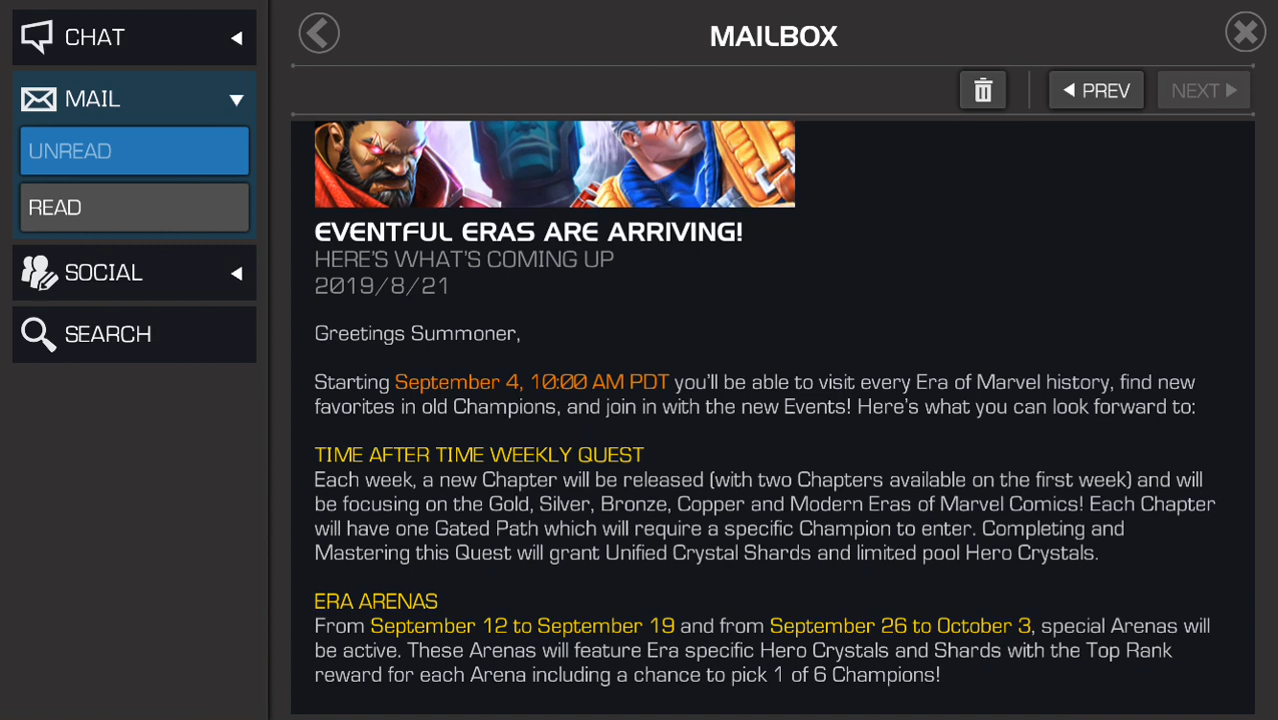 CHAT
MAIL
UNREAD
READ
SOCIAL
SEARCH
MAILBOX
PREV
NEXT
EVENTFUL ERAS ARE ARRIVING!
HERE'S WHAT'S COMING UP
2019/8/21
Greetings Summoner,
Starting September 4, 10:00 AM PDT you'll be able to visit every Era of Marvel history, find new
favorites in old Champions, and join in with the new Events! Here's what you can look forward to:
TIME AFTER TIME WEEKLY QUEST
Each week, a new Chapter will be released (with two Chapters available on the first week) and will
be focusing on the Gold, Silver, Bronze, Copper and Modern Eras of Marvel Comics! Each Chapter
will have one Gated Path which will require a specific Champion to enter. Completing and
Mastering this Quest will grant Unified Crystal Shards and limited pool Hero Crystals.
ERA ARENAS
From September 12 to September 19 and from September 26 to October 3, special Arenas will
be active. These Arenas will feature Era specific Hero Crystals and Shards with the Top Rank
reward for each Arena including a chance to pick 1 of 6 Champions!